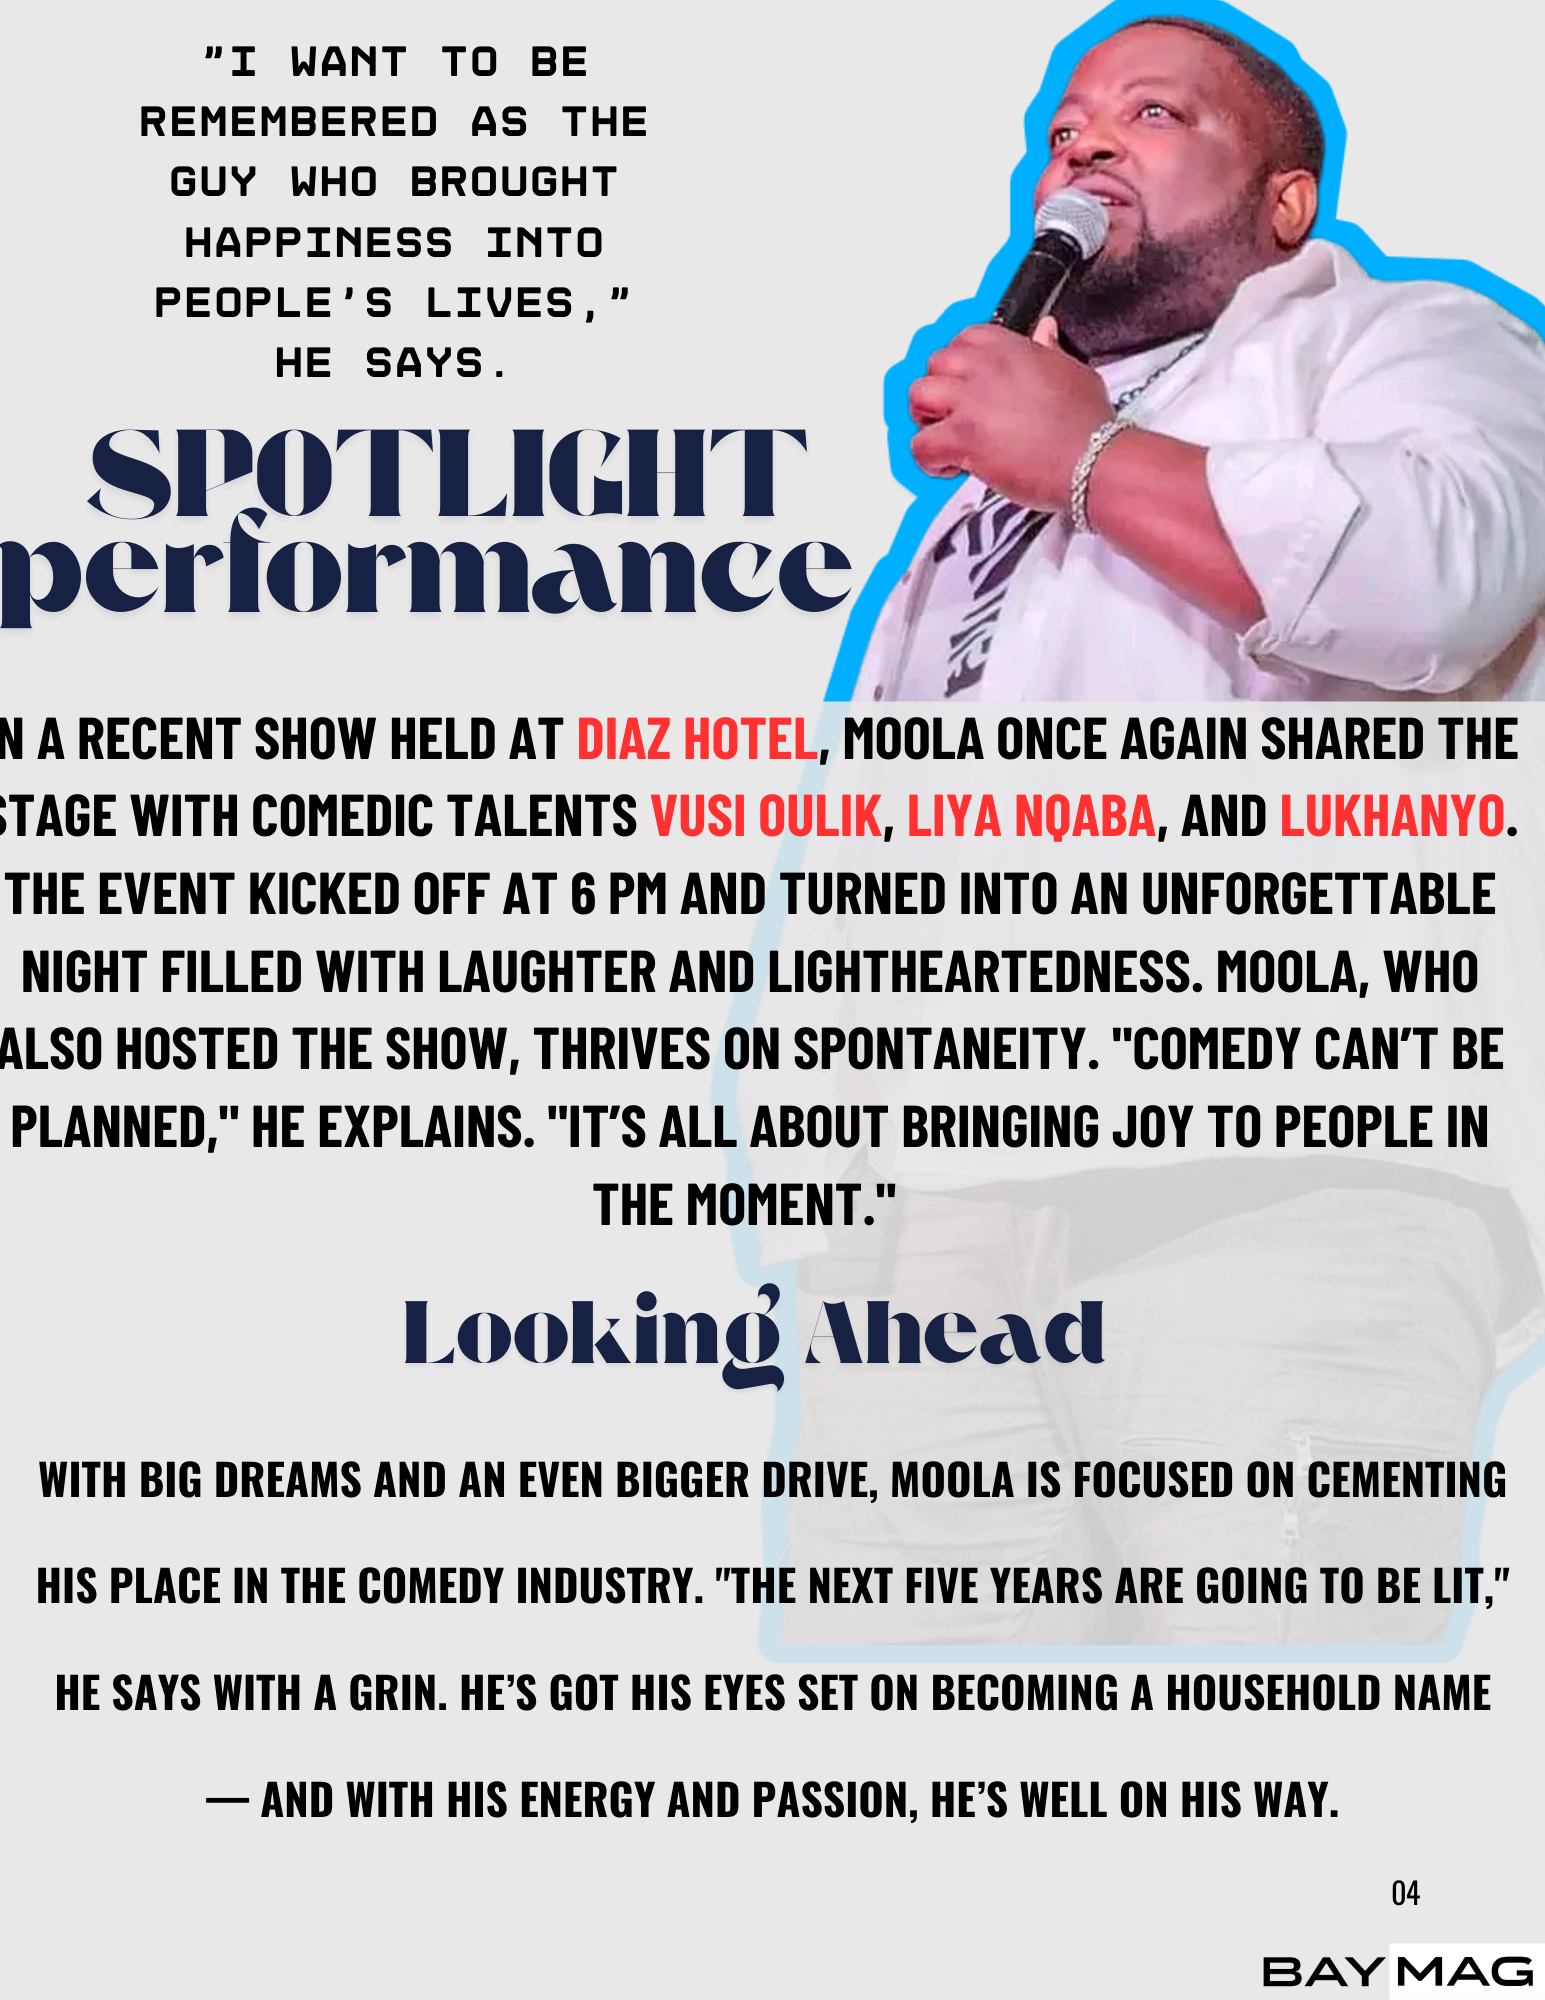 "I WANT TO BE
REMEMBERED AS THE
GUY WHO BROUGHT
HAPPINESS INTO
PEOPLE'S LIVES,"
HE SAYS.
SPOTLIGHT
performance
N A RECENT SHOW HELD AT DIAZ HOTEL, MOOLA ONCE AGAIN SHARED THE
STAGE WITH COMEDIC TALENTS VUSI OULIK, LIYA NQABA, AND LUKHANYO.
THE EVENT KICKED OFF AT 6 PM AND TURNED INTO AN UNFORGETTABLE
NIGHT FILLED WITH LAUGHTER AND LIGHTHEARTEDNESS. MOOLA, WHO
ALSO HOSTED THE SHOW, THRIVES ON SPONTANEITY. "COMEDY CAN'T BE
PLANNED," HE EXPLAINS. "IT'S ALL ABOUT BRINGING JOY TO PEOPLE IN
THE MOMENT."
Looking Ahead
WITH BIG DREAMS AND AN EVEN BIGGER DRIVE, MOOLA IS FOCUSED ON CEMENTING
HIS PLACE IN THE COMEDY INDUSTRY. "THE NEXT FIVE YEARS ARE GOING TO BE LIT,"
HE SAYS WITH A GRIN. HE'S GOT HIS EYES SET ON BECOMING A HOUSEHOLD NAME
— AND WITH HIS ENERGY AND PASSION, HE'S WELL ON HIS WAY.
04
BAYMAG